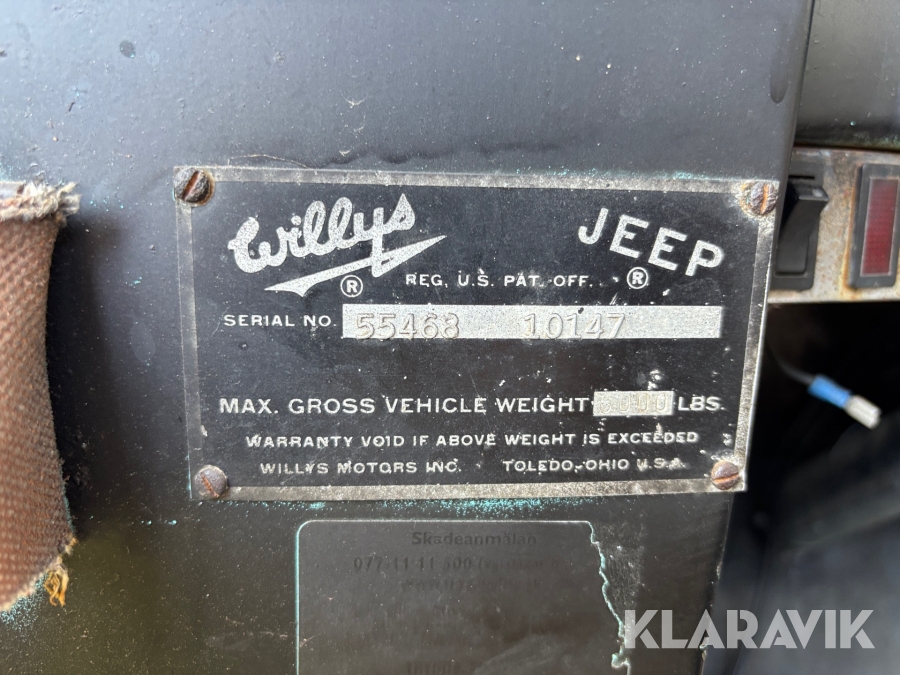 Willys
JEEP
® REG. U.S. PAT. OFF. ®
SERIAL NO. 55468 10147
MAX. GROSS VEHICLE WEIGHT LBS.
WARRANTY VOID IF ABOVE WEIGHT IS EXCEEDED
WILLYS MOTORS INC. TOLEDO, OHIO U.S.A.
Skadeanmälan
KLARAVIK